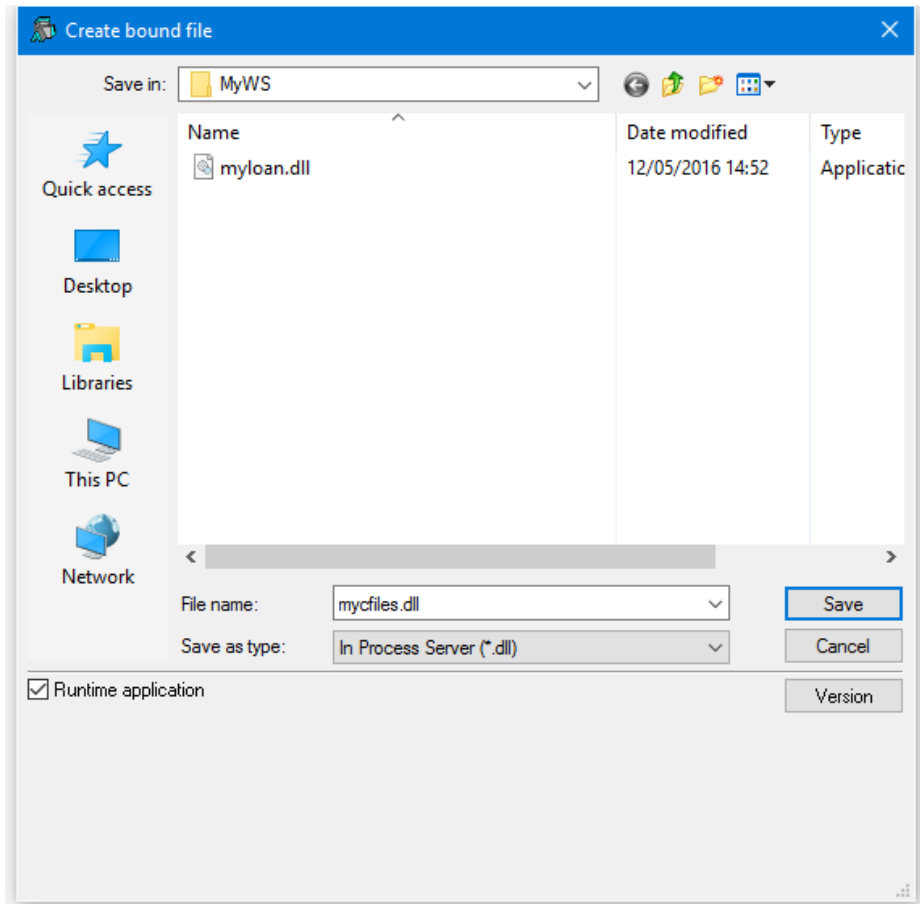 Create bound file
Save in: MyWS
Name Date modified Type
myloan.dll 12/05/2016 14:52 Applicatic
Quick access
Desktop
Libraries
This PC
Network
File name: mycfiles.dll Save
Save as type: In Process Server (*.dll) Cancel
Runtime application Version